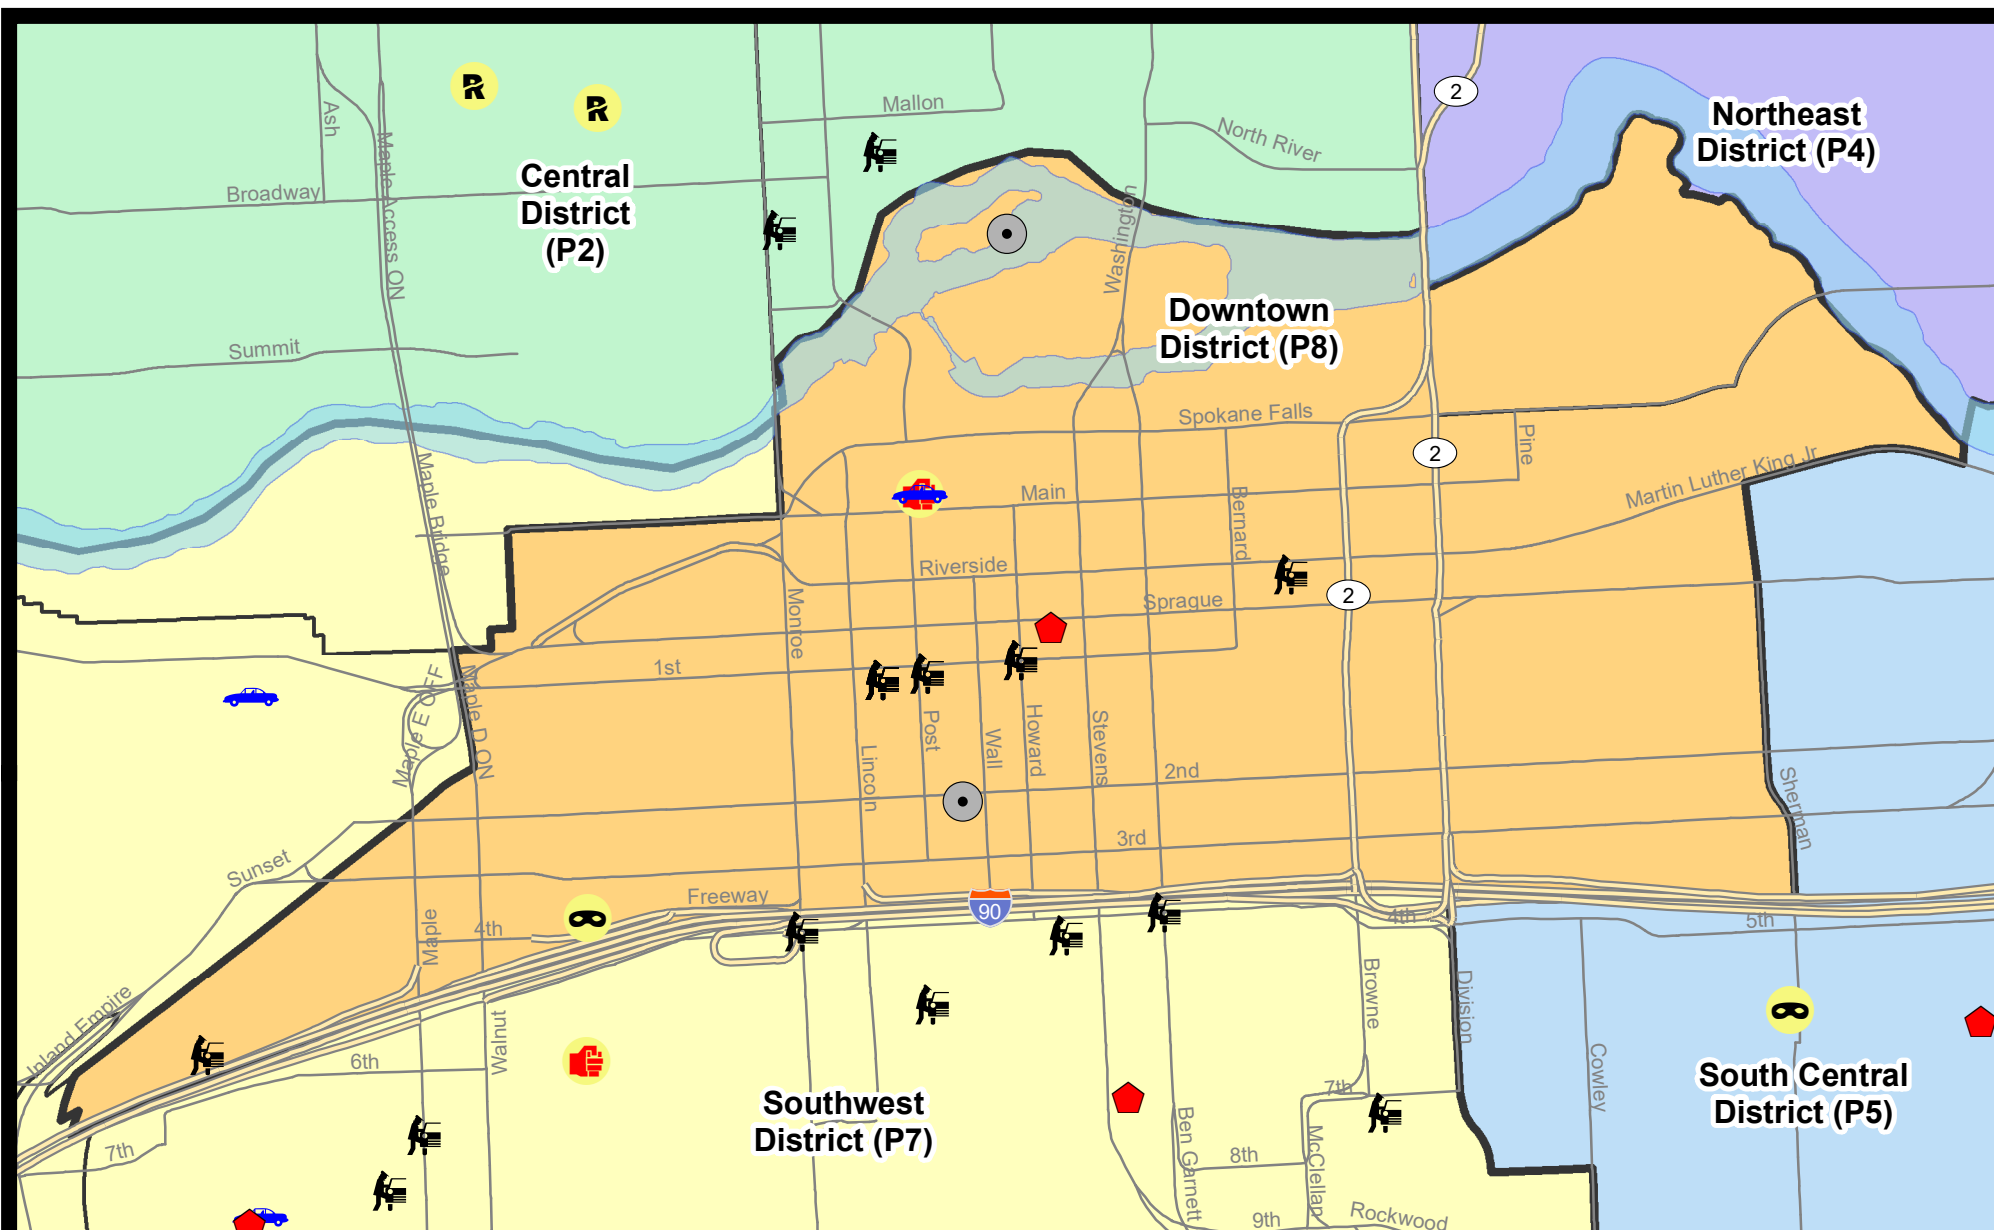 2
Northeast
District (P4)
Mallon
North River
Ash
Maple Access ON
Central
District
(P2)
Broadway
Washington
Downtown
District (P8)
Summit
Spokane Falls
Pine
2
Maple Bridge
Main
Bernard
Martin Luther King Jr
Riverside
Monroe
2
Sprague
1st
Maple E OFF
Maple D ON
Post
Wall
Howard
Stevens
Lincoln
2nd
Sherman
3rd
Sunset
Freeway
90
4th
4th
5th
Maple
Inland Empire
Walnut
6th
Browne
Division
Cowley
South Central
District (P5)
Southwest
District (P7)
7th
7th
Ben Garnett
McClellan
8th
9th
Rockwood
R
R